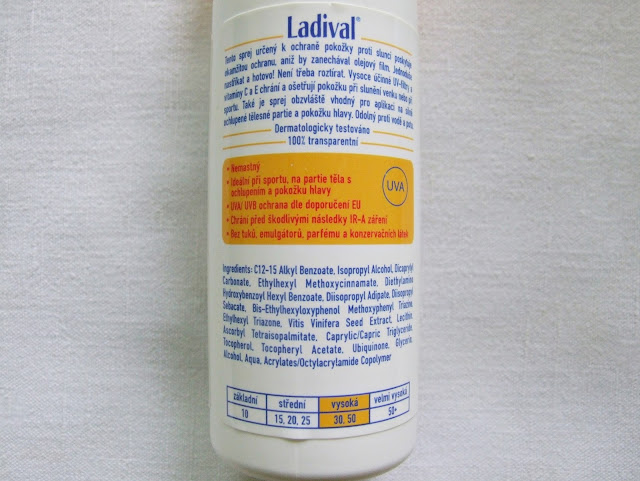 Ladival®
Tento sprej určený k ochraně pokožky proti slunci poskytuje
okamžitou ochranu, aniž by zanechával olejový film. Jednoduše
nastříkat a hotovo! Není třeba roztírat. Vysoce účinné UV-filtry a
vitaminy C a E chrání a ošetřují pokožku při slunění venku nebo při
sportu. Také je sprej obzvláště vhodný pro aplikaci na silně
ochlupené tělesné partie a pokožku hlavy. Odolný proti vodě a potu.
Dermatologicky testováno
100% transparentní
• Nemastný
• Ideální při sportu, na partie těla s
ochlupením a pokožku hlavy
• UVA/ UVB ochrana dle doporučení EU
• Chrání před škodlivými následky IR-A záření
• Bez tuků, emulgátorů, parfému a konzervačních látek
UVA
Ingredients: C12-15 Alkyl Benzoate, Isopropyl Alcohol, Dicaprylyl
Carbonate, Ethylhexyl Methoxycinnamate, Diethylamino
Hydroxybenzoyl Hexyl Benzoate, Diisopropyl Adipate, Diisopropyl
Sebacate, Bis-Ethylhexyloxyphenol Methoxyphenyl Triazine,
Ethylhexyl Triazone, Vitis Vinifera Seed Extract, Lecithin,
Ascorbyl Tetraisopalmitate, Caprylic/Capric Triglyceride,
Tocopherol, Tocopheryl Acetate, Ubiquinone, Glycerin,
Alcohol, Aqua, Acrylates/Octylacrylamide Copolymer
základní střední vysoká velmi vysoká
10 15, 20, 25 30, 50 50+